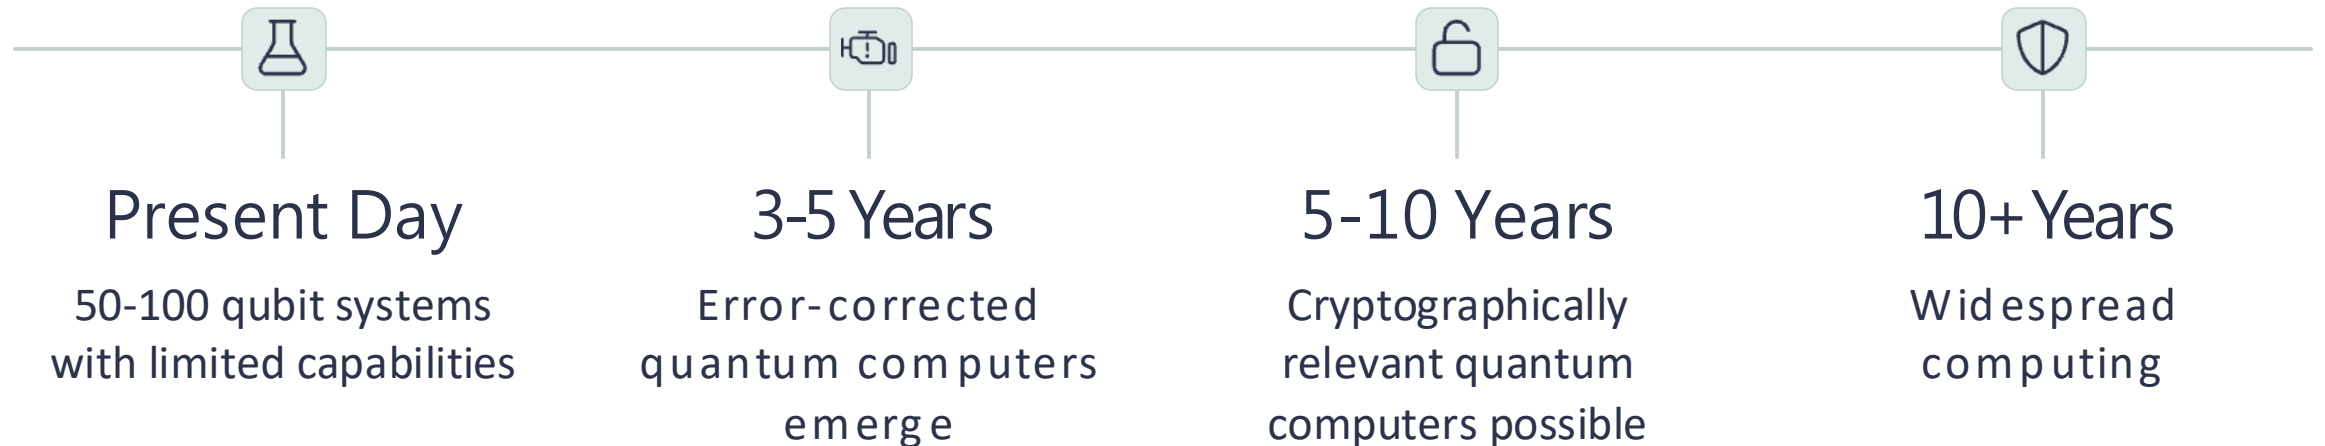 Present Day
50-100 qubit systems
with limited capabilities
3-5 Years
Error-corrected
quantum computers
emerge
5-10 Years
Cryptographically
relevant quantum
computers possible
10+ Years
Widespread
computing